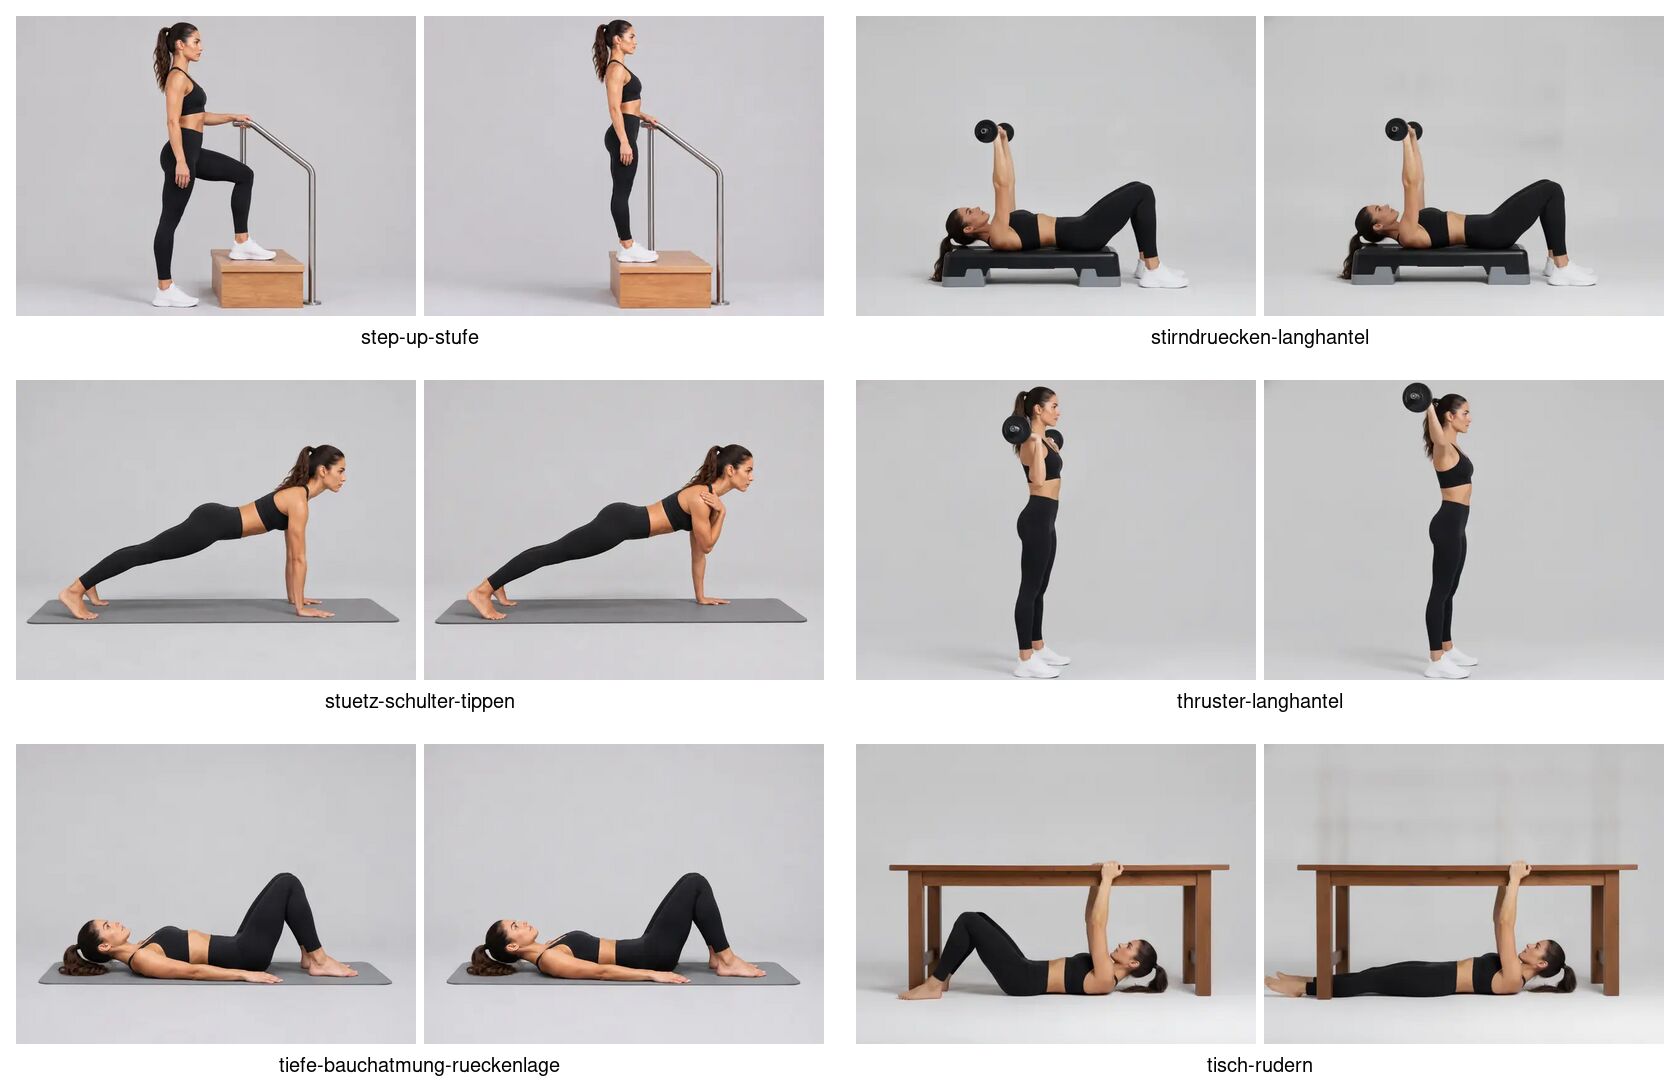 step-up-stufe
stirndruecken-langhantel
stuetz-schulter-tippen
thruster-langhantel
tiefe-bauchatmung-rueckenlage
tisch-rudern